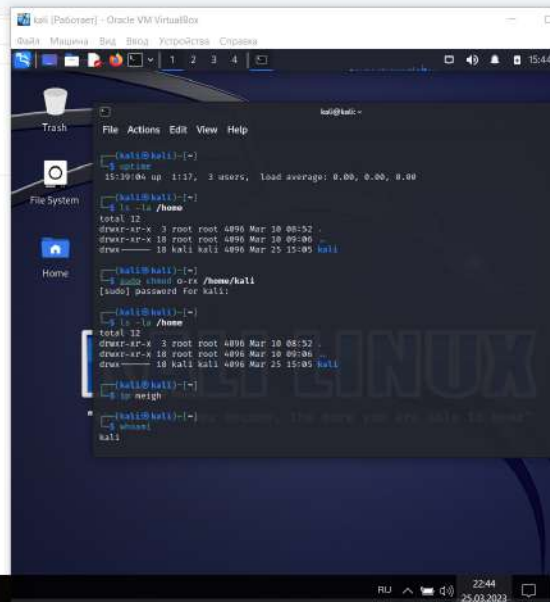 kali [Работает] - Oracle VM VirtualBox
Файл Машина Вид Ввод Устройства Справка
1 2 3 4
15:44
Trash
File System
Home
kali@kali: ~
File Actions Edit View Help
┌──(kali㉿kali)-[~]
└─$ uptime
15:39:04 up 1:17, 3 users, load average: 0.00, 0.00, 0.00
┌──(kali㉿kali)-[~]
└─$ ls -la /home
total 12
drwxr-xr-x 3 root root 4096 Mar 10 08:52 .
drwxr-xr-x 18 root root 4096 Mar 10 09:06 ..
drwx------ 18 kali kali 4096 Mar 25 15:05 kali
┌──(kali㉿kali)-[~]
└─$ sudo chmod o-rx /home/kali
[sudo] password for kali:
┌──(kali㉿kali)-[~]
└─$ ls -la /home
total 12
drwxr-xr-x 3 root root 4096 Mar 10 08:52 .
drwxr-xr-x 18 root root 4096 Mar 10 09:06 ..
drwx------ 18 kali kali 4096 Mar 25 15:05 kali
┌──(kali㉿kali)-[~]
└─$ ip neigh
┌──(kali㉿kali)-[~]
└─$ whoami
kali
KALI LINUX
RU
22:44
25.03.2023